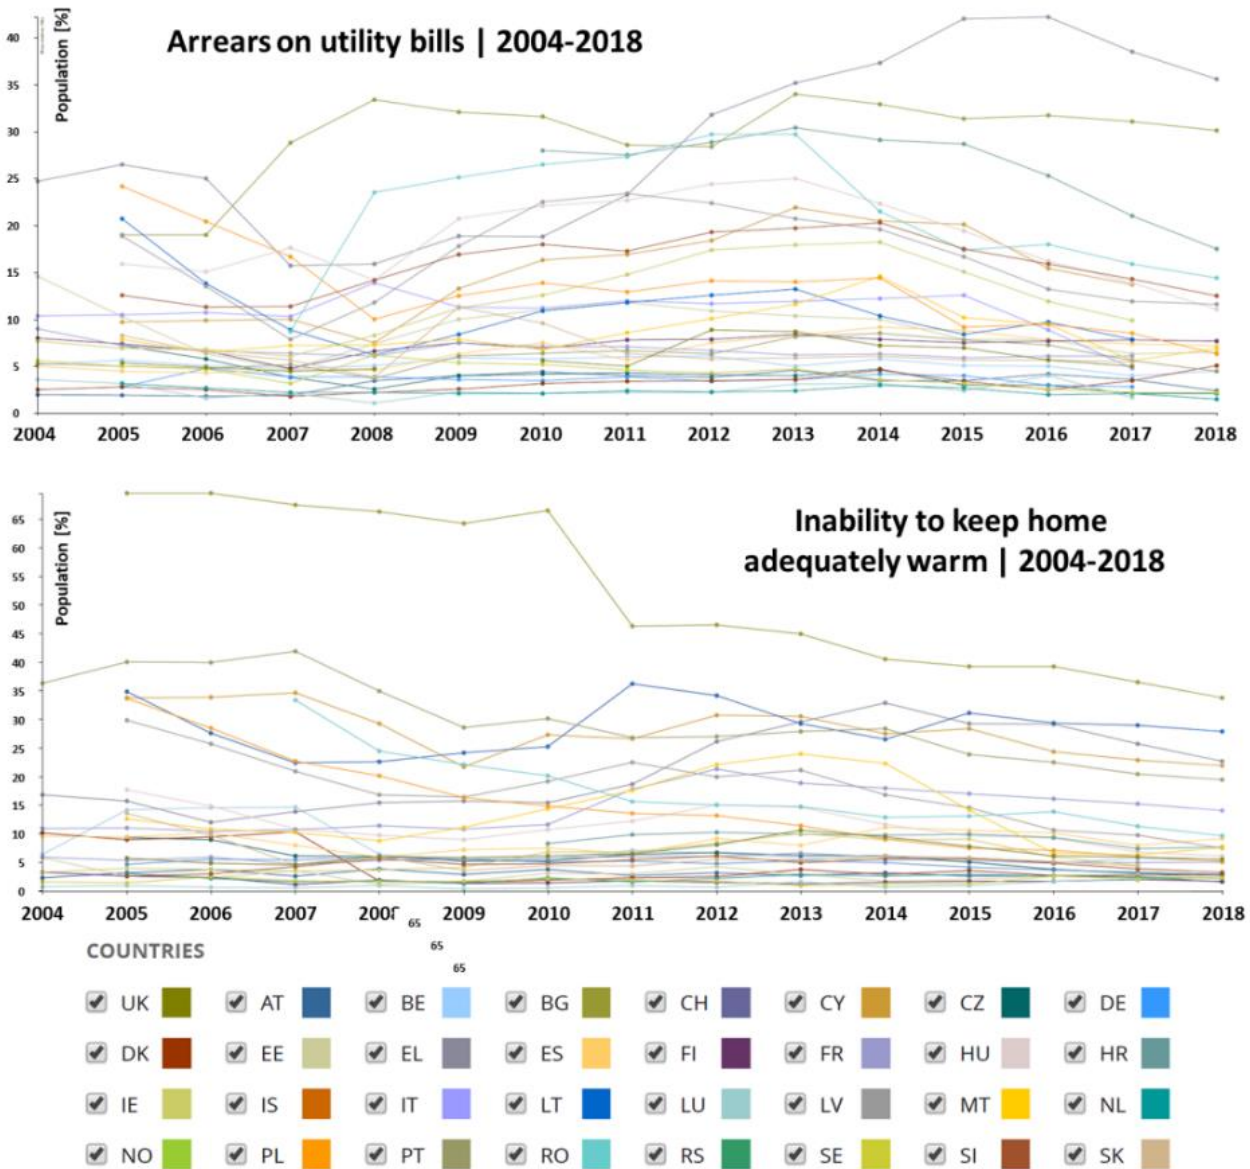 Population [%]
Arrears on utility bills | 2004-2018
40
35
30
25
20
15
10
5
0
2004 2005 2006 2007 2008 2009 2010 2011 2012 2013 2014 2015 2016 2017 2018
Population [%]
Inability to keep home
adequately warm | 2004-2018
65
60
55
50
45
40
35
30
25
20
15
10
5
0
2004 2005 2006 2007 2009 2010 2011 2012 2013 2014 2015 2016 2017 2018
65
65
65
COUNTRIES
UK AT BE BG CH CY CZ DE
DK EE EL ES FI FR HU HR
IE IS IT LT LU LV MT NL
NO PL PT RO RS SE SI SK